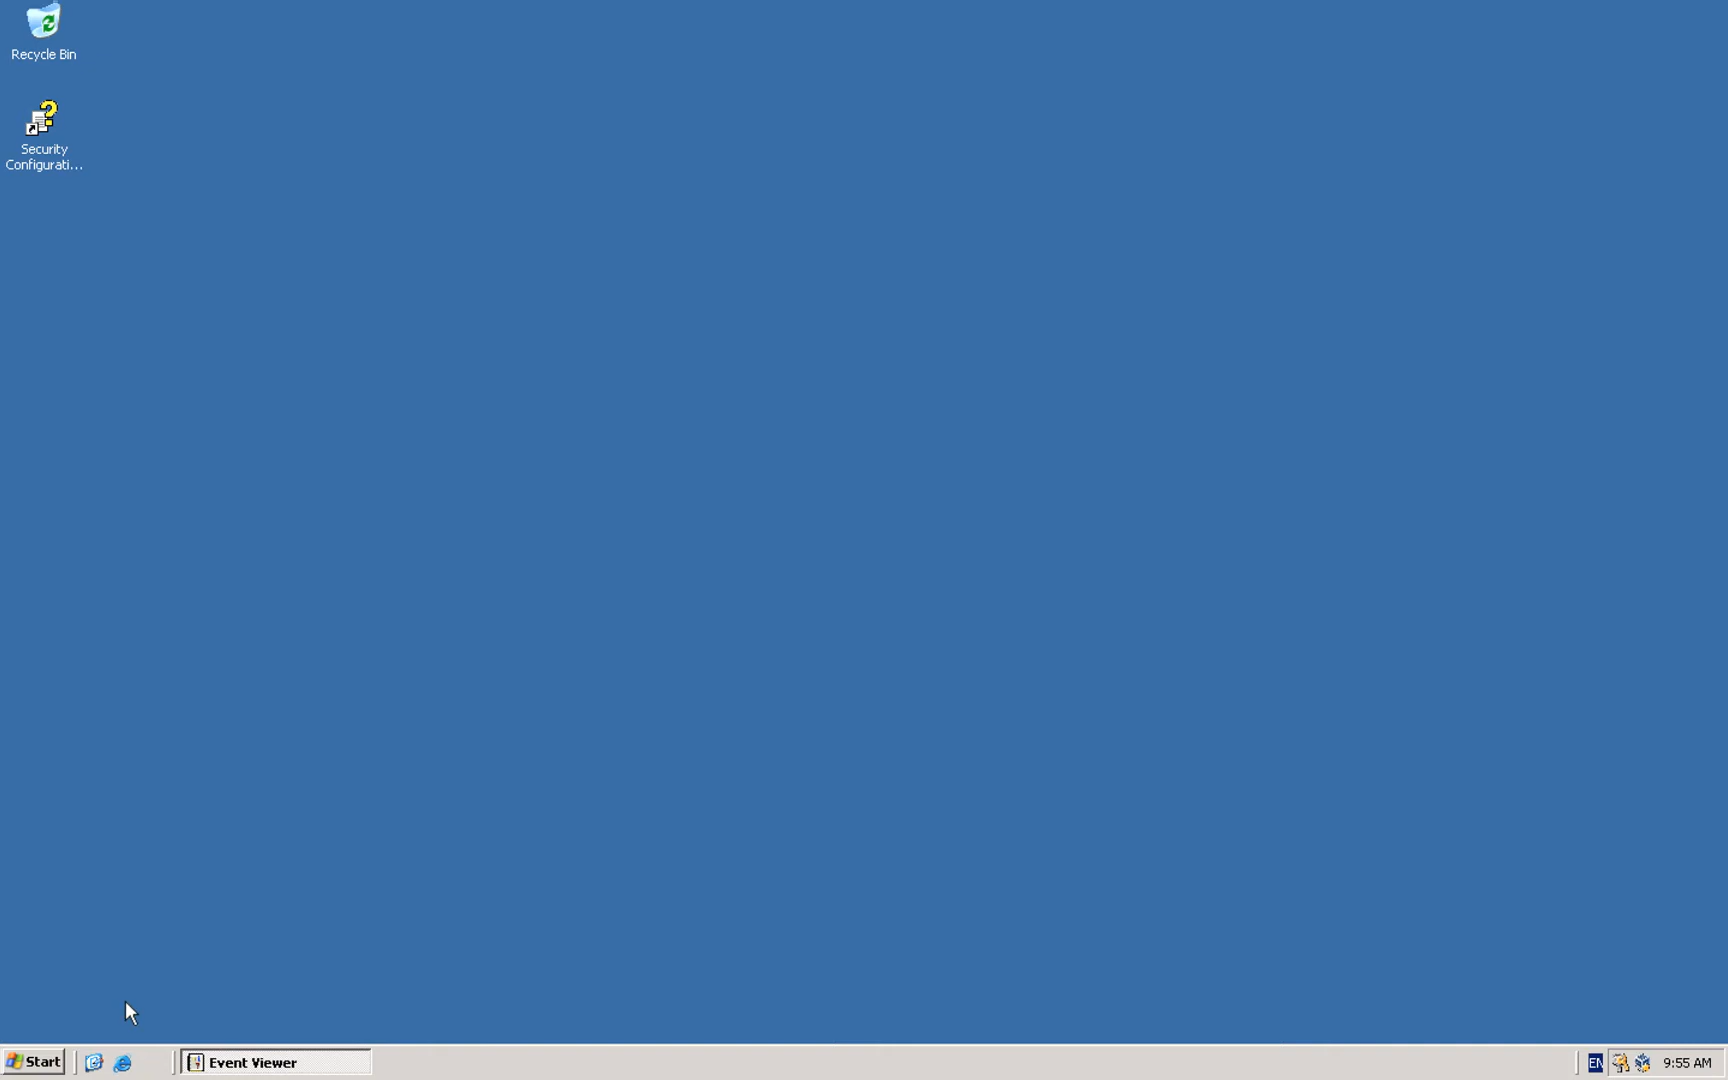 Recycle Bin
Security
Configurati...
Start
Event Viewer
EN
9:55 AM